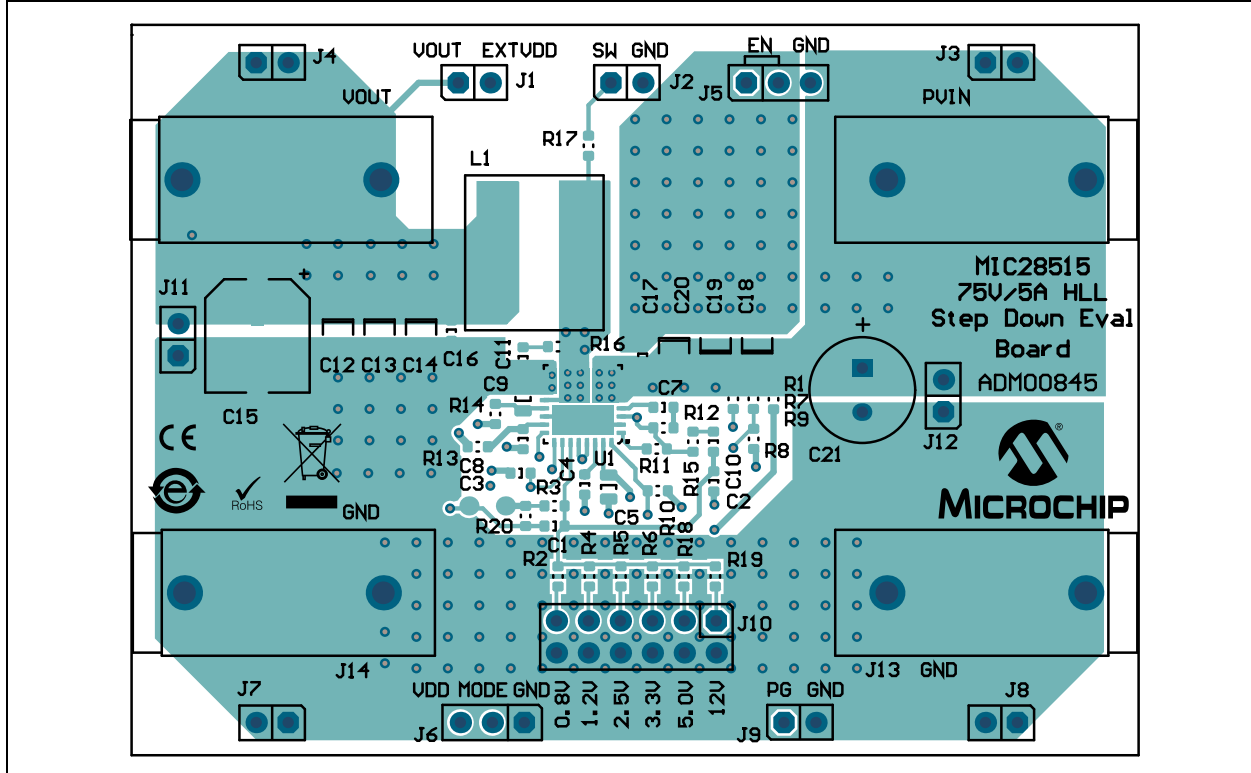 J4
VOUT EXTVDD
J1
SW GND
J2
EN GND
J5
J3
VOUT
PVIN
R17
L1
J11
+
C17
C20
C19
C18
MIC28515
75V/5A HLL
Step Down Eval
Board
ADM00845
+
C12 C13 C14
C16
C11
R16
C15
C9
R14
C7
R12
R1
R7
R9
J12
R13
C8
C3
C4
U1
R11
R15
C10
R8
C21
CE
e
RoHS
GND
R3
R20
C1
C5
R10
C2
MICROCHIP
®
R2
R4
R5
R6
R18
R19
J10
J14
J13 GND
J7
VDD MODE GND
J6
0.8V
1.2V
2.5V
3.3V
5.0V
12V
PG GND
J9
J8